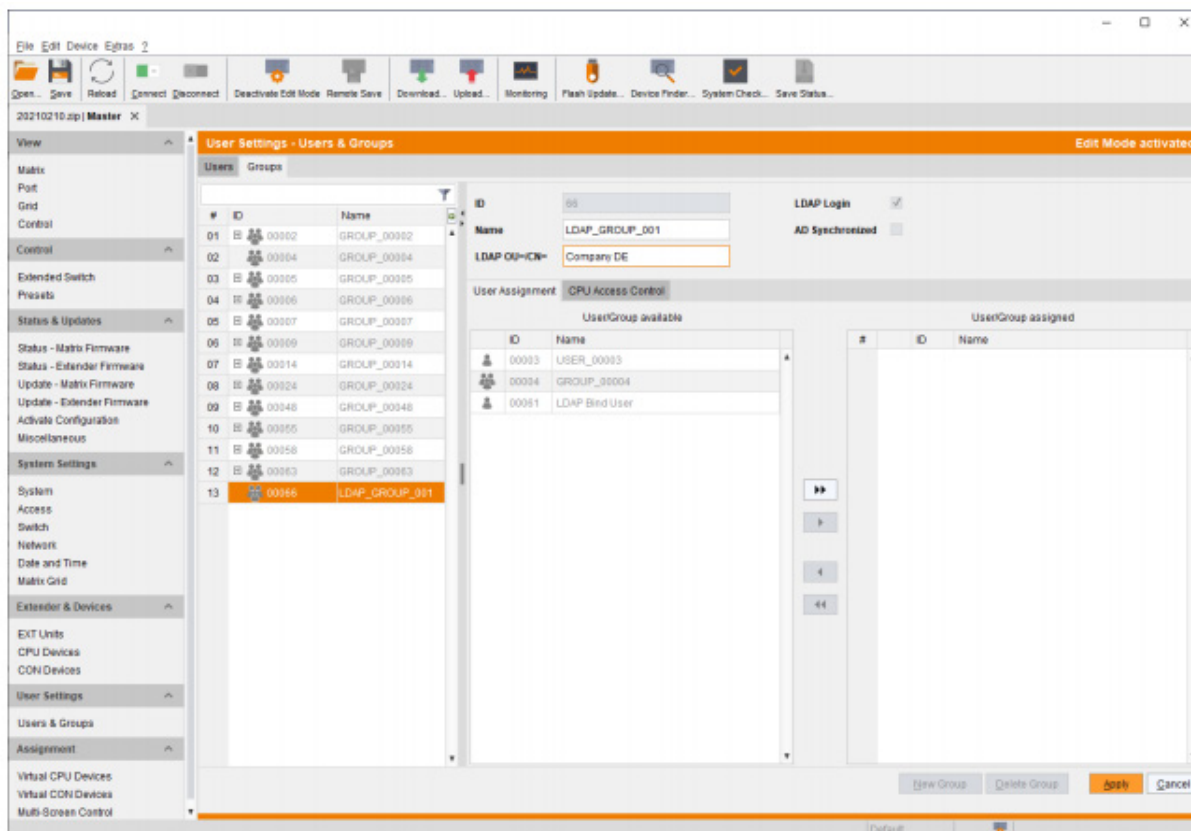 File Edit Device Extras ?
Open... Save Reload Connect Disconnect Deactivate Edit Mode Remote Save Download... Upload... Monitoring Flash Update... Device Finder... System Check... Save Status...
20210210.zip | Master ×
View
Matrix
Port
Grid
Control
Control
Extended Switch
Presets
Status & Updates
Status - Matrix Firmware
Status - Extender Firmware
Update - Matrix Firmware
Update - Extender Firmware
Activate Configuration
Miscellaneous
System Settings
System
Access
Switch
Network
Date and Time
Matrix Grid
Extender & Devices
EXT Units
CPU Devices
CON Devices
User Settings
Users & Groups
Assignment
Virtual CPU Devices
Virtual CON Devices
Multi-Screen Control
User Settings - Users & Groups Edit Mode activated
Users Groups
# ID Name
01 00002 GROUP_00002
02 00004 GROUP_00004
03 00005 GROUP_00005
04 00006 GROUP_00006
05 00007 GROUP_00007
06 00009 GROUP_00009
07 00014 GROUP_00014
08 00024 GROUP_00024
09 00048 GROUP_00048
10 00055 GROUP_00055
11 00058 GROUP_00058
12 00063 GROUP_00063
13 00066 LDAP_GROUP_001
ID 66 LDAP Login
Name LDAP_GROUP_001 AD Synchronized
LDAP OU=/CN= Company DE
User Assignment CPU Access Control
User/Group available
ID Name
00003 USER_00003
00004 GROUP_00004
00061 LDAP Bind User
User/Group assigned
# ID Name
New Group Delete Group Apply Cancel
Default